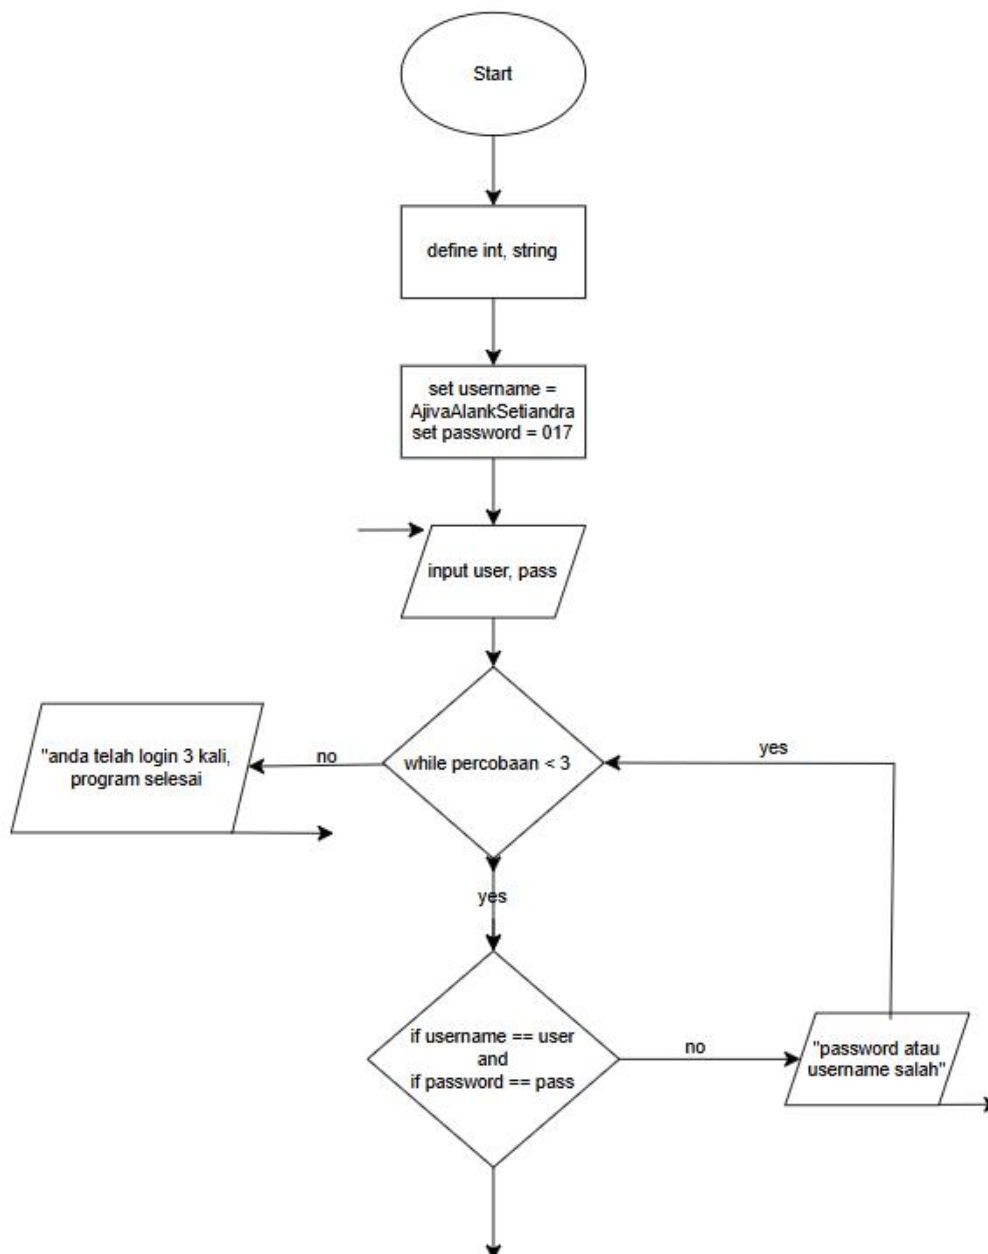 Start
define int, string
set username =
AjivaAlankSetiandra
set password = 017
input user, pass
"anda telah login 3 kali,
program selesai
no
while percobaan < 3
yes
yes
if username == user
and
if password == pass
no
"password atau
username salah"